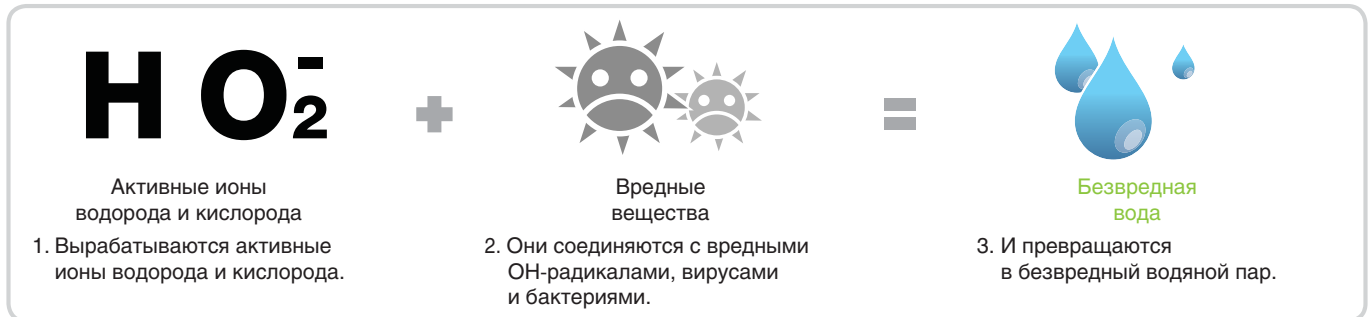 H O₂⁻
Активные ионы
водорода и кислорода
1. Вырабатываются активные
ионы водорода и кислорода.
+
Вредные
вещества
2. Они соединяются с вредными
ОН-радикалами, вирусами
и бактериями.
=
Безвредная
вода
3. И превращаются
в безвредный водяной пар.